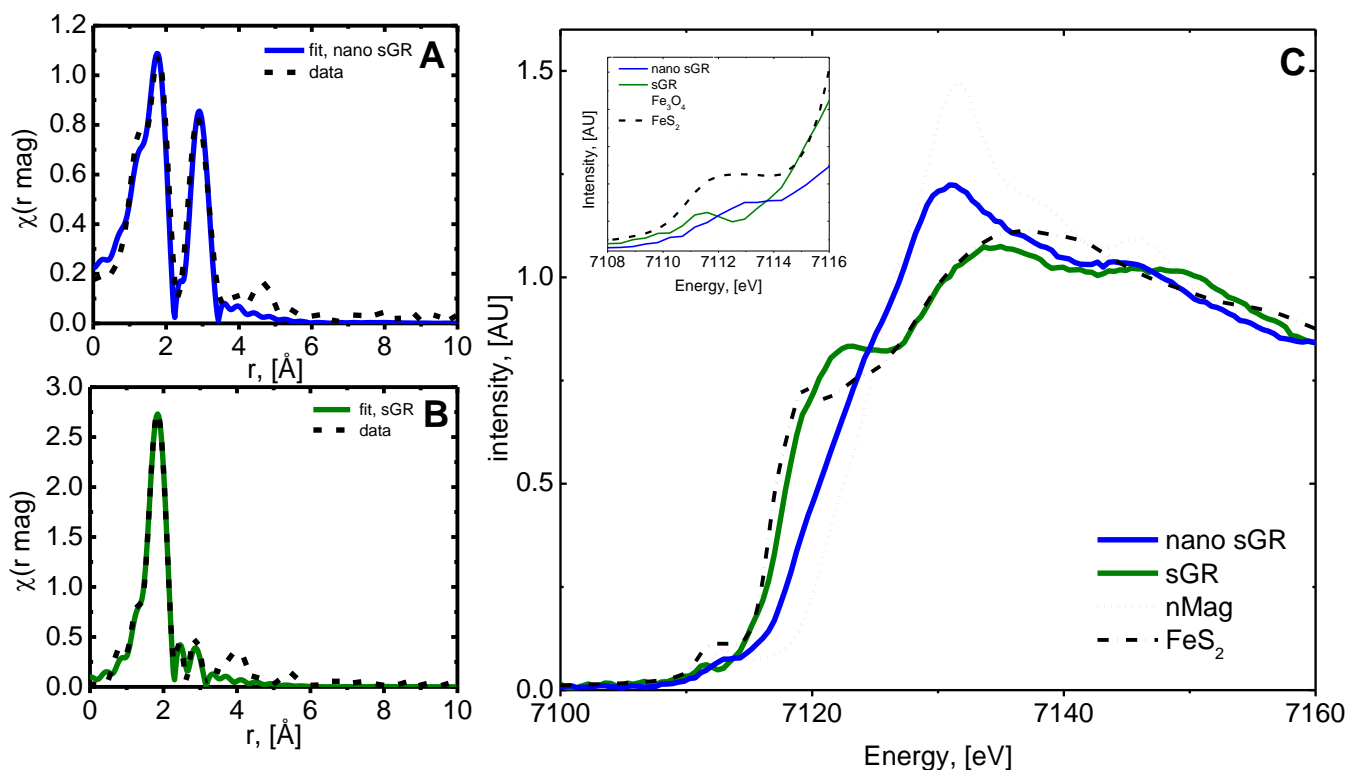 A
fit, nano sGR
data
χ(r mag)
1.2
1.0
0.8
0.6
0.4
0.2
0.0
0 2 4 6 8 10
r, [Å]
B
fit, sGR
data
χ(r mag)
3.0
2.5
2.0
1.5
1.0
0.5
0.0
0 2 4 6 8 10
r, [Å]
C
intensity, [AU]
1.5
1.0
0.5
0.0
7100 7120 7140 7160
Energy, [eV]
nano sGR
sGR
Fe₃O₄
FeS₂
Intensity, [AU]
7108 7110 7112 7114 7116
Energy, [eV]
nano sGR
sGR
nMag
FeS₂